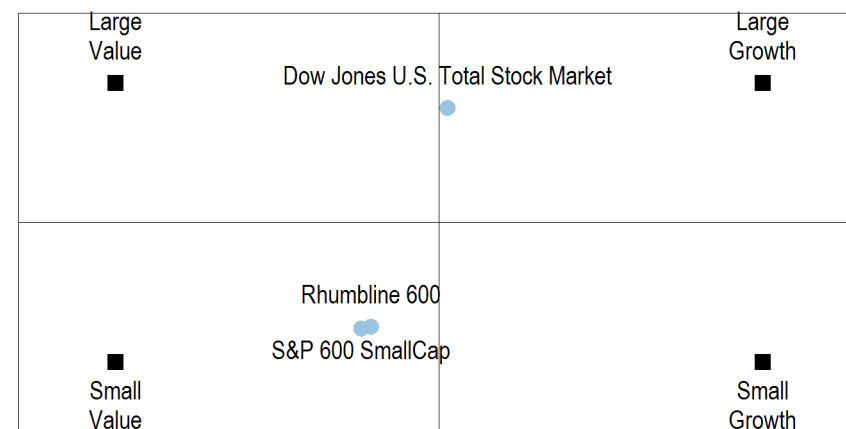 Large
Value
Large
Growth
Dow Jones U.S. Total Stock Market
Rhumbline 600
S&P 600 SmallCap
Small
Value
Small
Growth